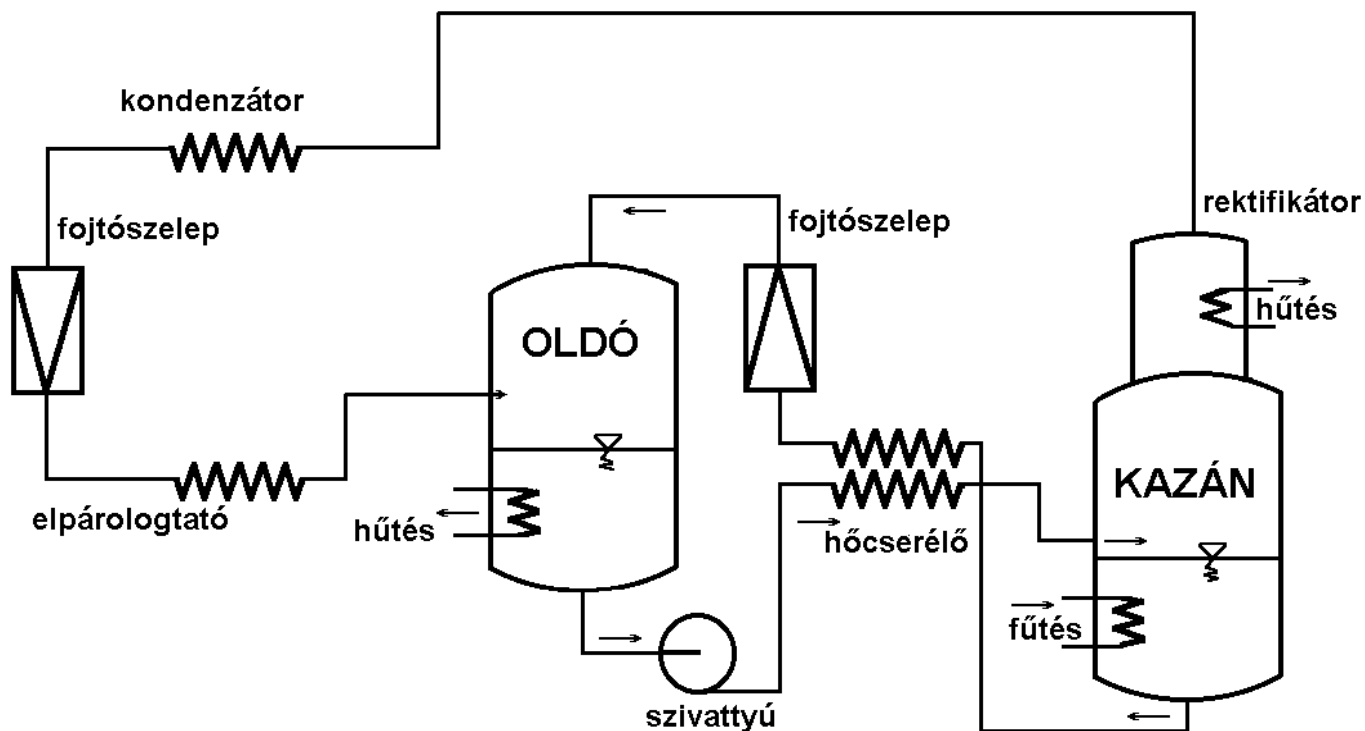 kondenzátor
rektifikátor
fojtószelep
fojtószelep
hűtés
OLDÓ
KAZÁN
elpárologtató
hűtés
hőcserélő
fűtés
szivattyú